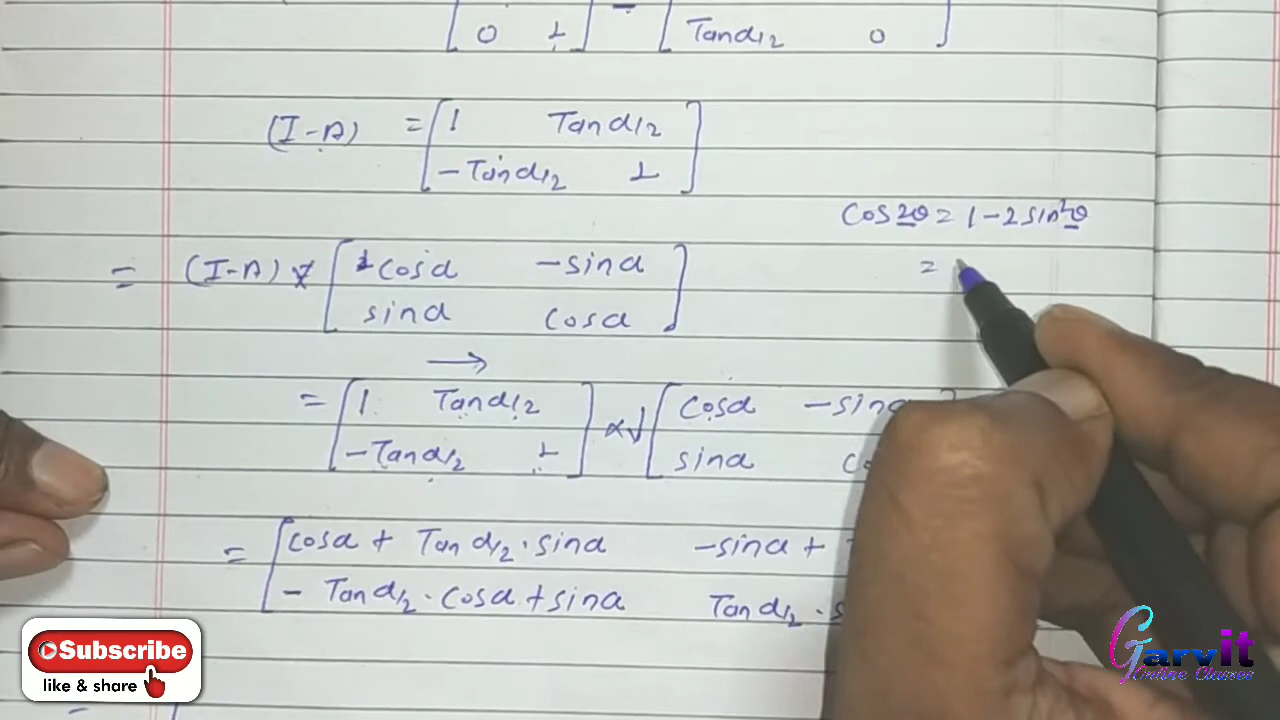 0 1 - Tanα/2 0
(I-A) = [ 1 Tanα/2
-Tanα/2 1 ]
Cos2θ = 1-2sin²θ
=
= (I-A) × [ cosα -sinα
sinα cosα ]
→
= [ 1 Tanα/2
-Tanα/2 1 ] × [ cosα -sinα
sinα
= [ cosα + Tanα/2 · sinα -sinα +
- Tanα/2 · cosα + sinα Tanα/2 ·
=
Subscribe
like & share
Garvit
Online Classes